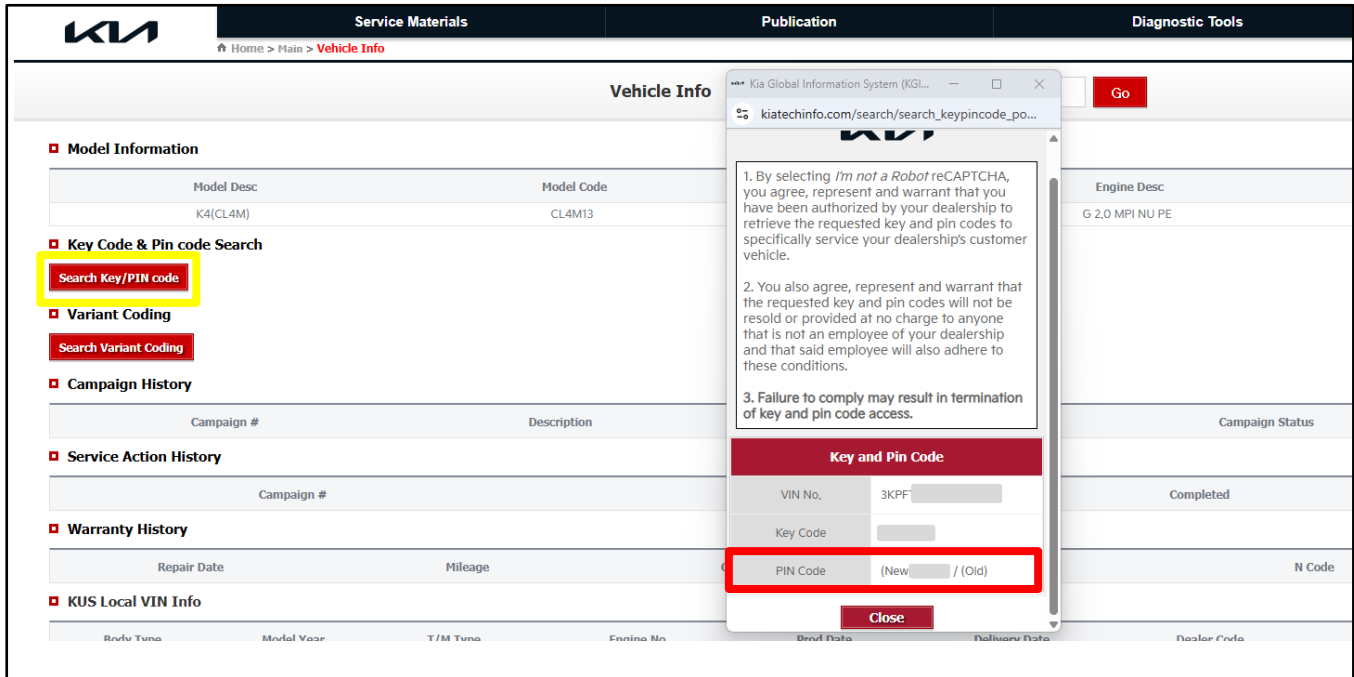 KIA
Service Materials
Publication
Diagnostic Tools
Home > Main > Vehicle Info
Vehicle Info
Go
Model Information
Model Desc
Model Code
Engine Desc
K4(CL4M)
CL4M13
G 2,0 MPI NU PE
Key Code & Pin code Search
Search Key/PIN code
Variant Coding
Search Variant Coding
Campaign History
Campaign #
Description
Campaign Status
Service Action History
Campaign #
Completed
Warranty History
Repair Date
Mileage
N Code
KUS Local VIN Info
Body Type
Model Year
T/M Type
Engine No
Prod Date
Delivery Date
Dealer Code
Kia Global Information System (KGI...
kiatechinfo.com/search/search_keypincode_po...
1. By selecting I'm not a Robot reCAPTCHA,
you agree, represent and warrant that you
have been authorized by your dealership to
retrieve the requested key and pin codes to
specifically service your dealership's customer
vehicle.
2. You also agree, represent and warrant that
the requested key and pin codes will not be
resold or provided at no charge to anyone
that is not an employee of your dealership
and that said employee will also adhere to
these conditions.
3. Failure to comply may result in termination
of key and pin code access.
Key and Pin Code
VIN No,
3KPF
Key Code
PIN Code
(New / (Old)
Close